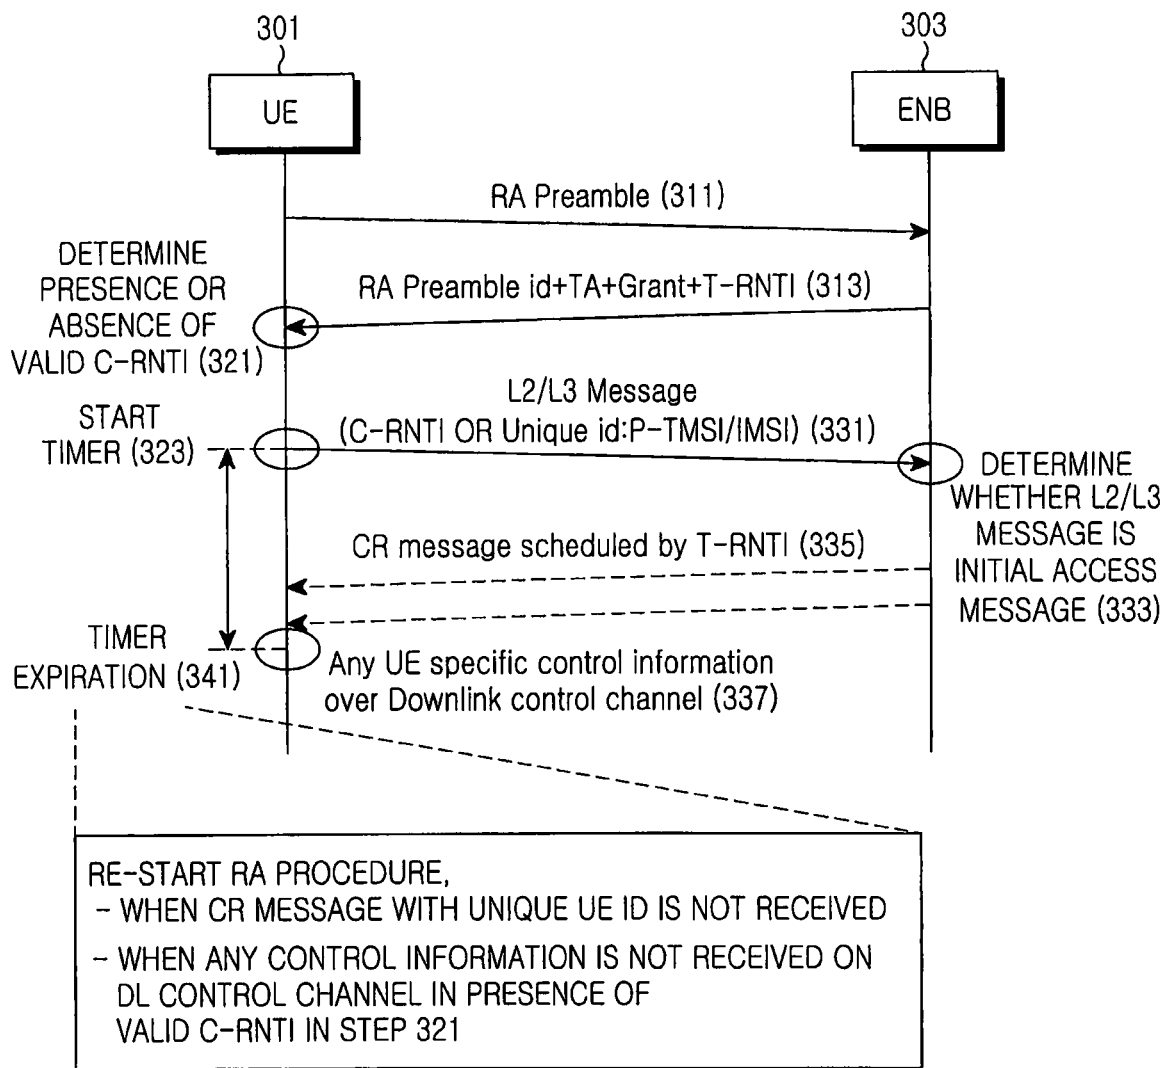 301
303
UE
ENB
RA Preamble (311)
DETERMINE
PRESENCE OR
ABSENCE OF
VALID C-RNTI (321)
RA Preamble id+TA+Grant+T-RNTI (313)
START
TIMER (323)
L2/L3 Message
(C-RNTI OR Unique id:P-TMSI/IMSI) (331)
DETERMINE
WHETHER L2/L3
MESSAGE IS
INITIAL ACCESS
MESSAGE (333)
CR message scheduled by T-RNTI (335)
TIMER
EXPIRATION (341)
Any UE specific control information
over Downlink control channel (337)
RE-START RA PROCEDURE,
- WHEN CR MESSAGE WITH UNIQUE UE ID IS NOT RECEIVED
- WHEN ANY CONTROL INFORMATION IS NOT RECEIVED ON
DL CONTROL CHANNEL IN PRESENCE OF
VALID C-RNTI IN STEP 321